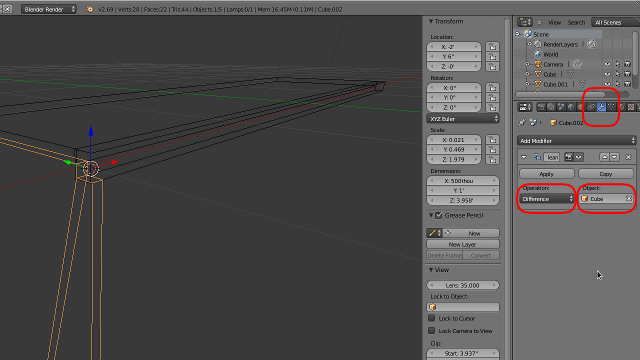 Blender Render
v2.69 | Verts:28 | Faces:22 | Tris:44 | Objects:1/5 | Lamps:0/1 | Mem:16.45M (0.11M) | Cube.002
Transform
Location:
X: -2'
Y: 6"
Z: -0'
Rotation:
X: 0°
Y: 0°
Z: 0°
XYZ Euler
Scale:
X: 0.021
Y: 0.469
Z: 1.979
Dimensions:
X: 500thou
Y: 1'
Z: 3.958'
Grease Pencil
New
New Layer
Delete Frame
Convert
View
Lens: 35.000
Lock to Object:
Lock to Cursor
Lock Camera to View
Clip:
Start: 3.937"
View
Search
All Scenes
Scene
RenderLayers
World
Camera
Cube
Cube.001
Cube.002
Add Modifier
lean
Apply
Copy
Operation:
Object:
Difference
Cube